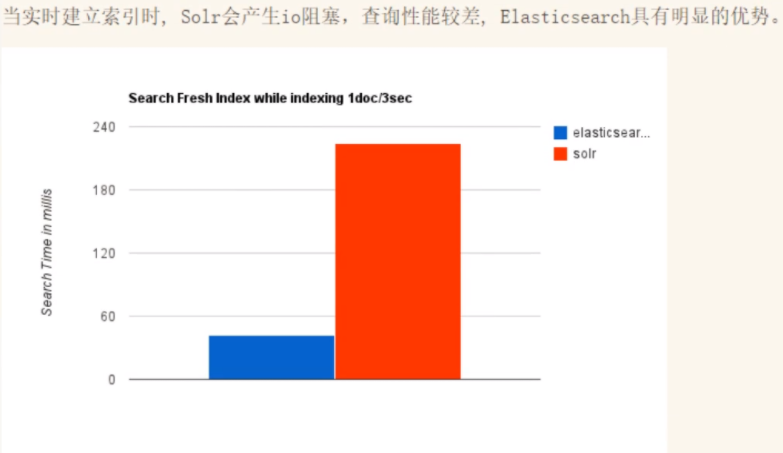 当实时建立索引时, Solr会产生io阻塞，查询性能较差, Elasticsearch具有明显的优势。
Search Fresh Index while indexing 1doc/3sec
240
180
120
60
0
Search Time in millis
elasticsear...
solr